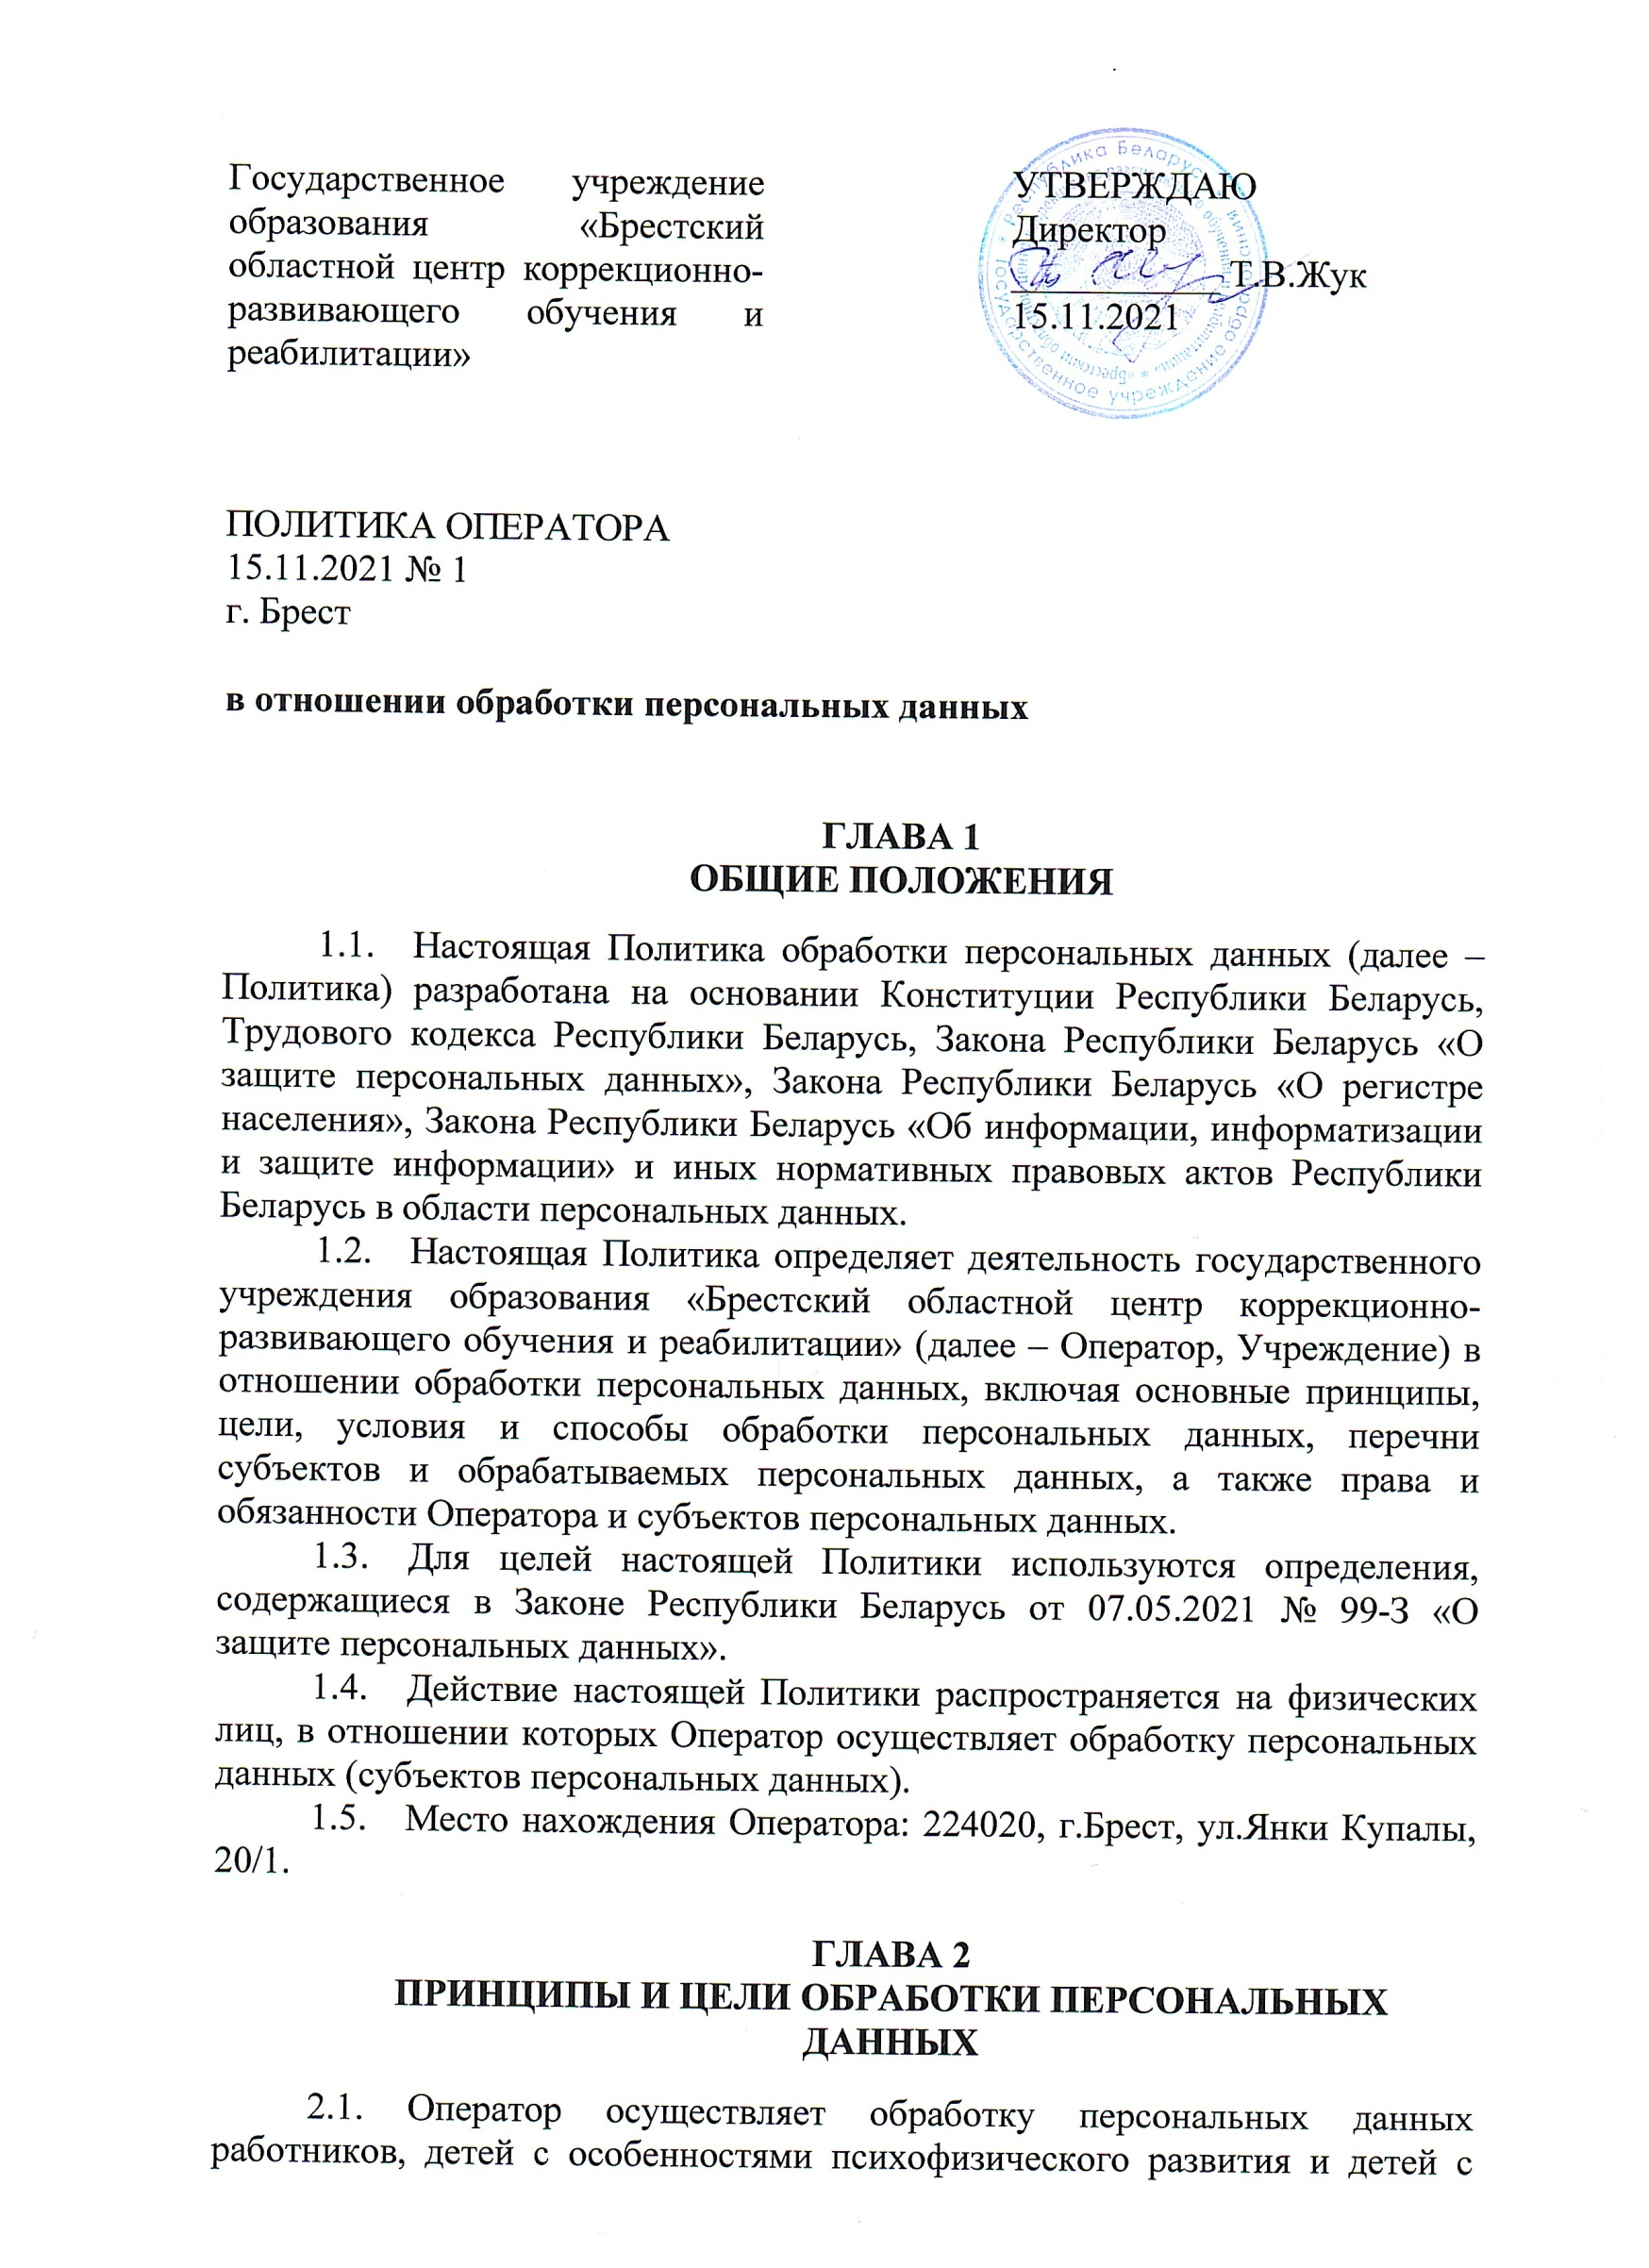 Государственное учреждение
образования «Брестский
областной центр коррекционно-
развивающего обучения и
реабилитации»
УТВЕРЖДАЮ
Директор
Т.В.Жук
15.11.2021
Республика Беларусь
Государственное учреждение образования
ПОЛИТИКА ОПЕРАТОРА
15.11.2021 № 1
г. Брест
в отношении обработки персональных данных
ГЛАВА 1
ОБЩИЕ ПОЛОЖЕНИЯ
1.1. Настоящая Политика обработки персональных данных (далее –
Политика) разработана на основании Конституции Республики Беларусь,
Трудового кодекса Республики Беларусь, Закона Республики Беларусь «О
защите персональных данных», Закона Республики Беларусь «О регистре
населения», Закона Республики Беларусь «Об информации, информатизации
и защите информации» и иных нормативных правовых актов Республики
Беларусь в области персональных данных.
1.2. Настоящая Политика определяет деятельность государственного
учреждения образования «Брестский областной центр коррекционно-
развивающего обучения и реабилитации» (далее – Оператор, Учреждение) в
отношении обработки персональных данных, включая основные принципы,
цели, условия и способы обработки персональных данных, перечни
субъектов и обрабатываемых персональных данных, а также права и
обязанности Оператора и субъектов персональных данных.
1.3. Для целей настоящей Политики используются определения,
содержащиеся в Законе Республики Беларусь от 07.05.2021 № 99-З «О
защите персональных данных».
1.4. Действие настоящей Политики распространяется на физических
лиц, в отношении которых Оператор осуществляет обработку персональных
данных (субъектов персональных данных).
1.5. Место нахождения Оператора: 224020, г.Брест, ул.Янки Купалы,
20/1.
ГЛАВА 2
ПРИНЦИПЫ И ЦЕЛИ ОБРАБОТКИ ПЕРСОНАЛЬНЫХ
ДАННЫХ
2.1. Оператор осуществляет обработку персональных данных
работников, детей с особенностями психофизического развития и детей с